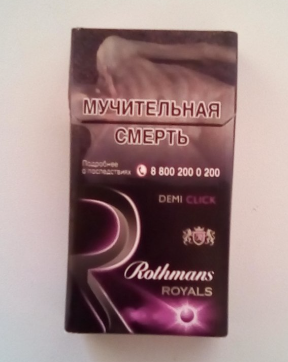 МУЧИТЕЛЬНАЯ
СМЕРТЬ
Подробнее
о последствиях 8 800 200 0 200
DEMI CLICK
Rothmans
ROYALS